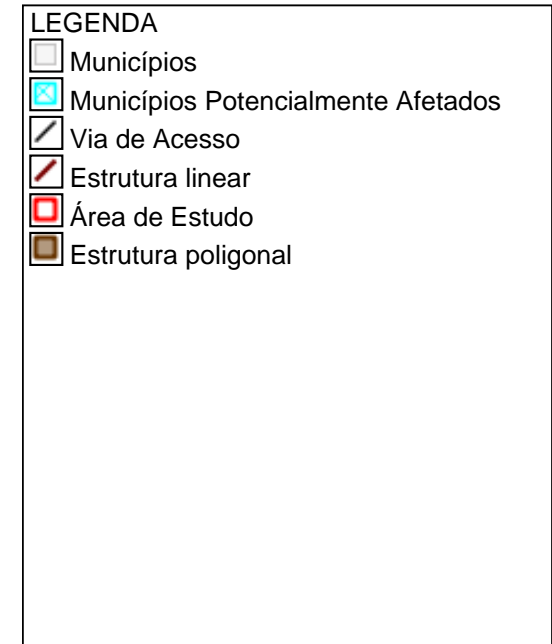 LEGENDA
Municípios
Municípios Potencialmente Afetados
Via de Acesso
Estrutura linear
Área de Estudo
Estrutura poligonal